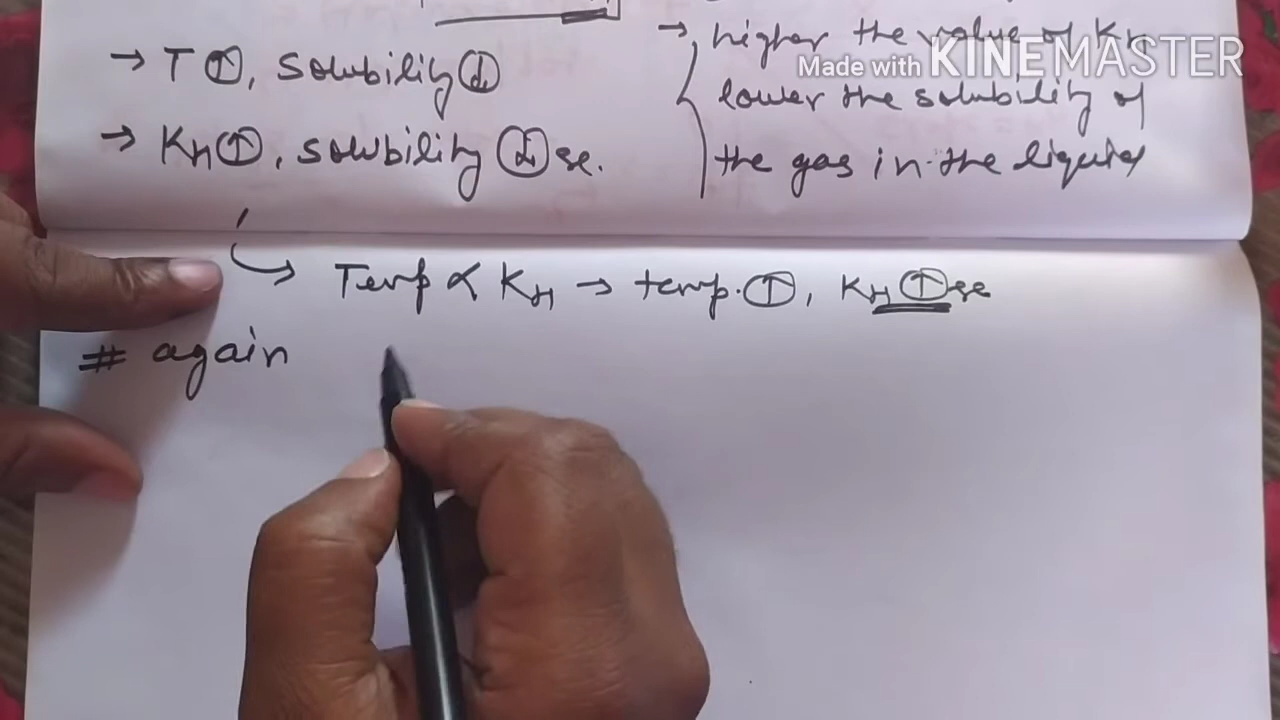 → T ↑, solubility ↓
→ KH ↑, solubility ↓ se.
→ higher the value of KH
lower the solubility of
the gas in the liquid
Made with KINEMASTER
Temp ∝ KH → temp. ↑, KH ↑ se
# again